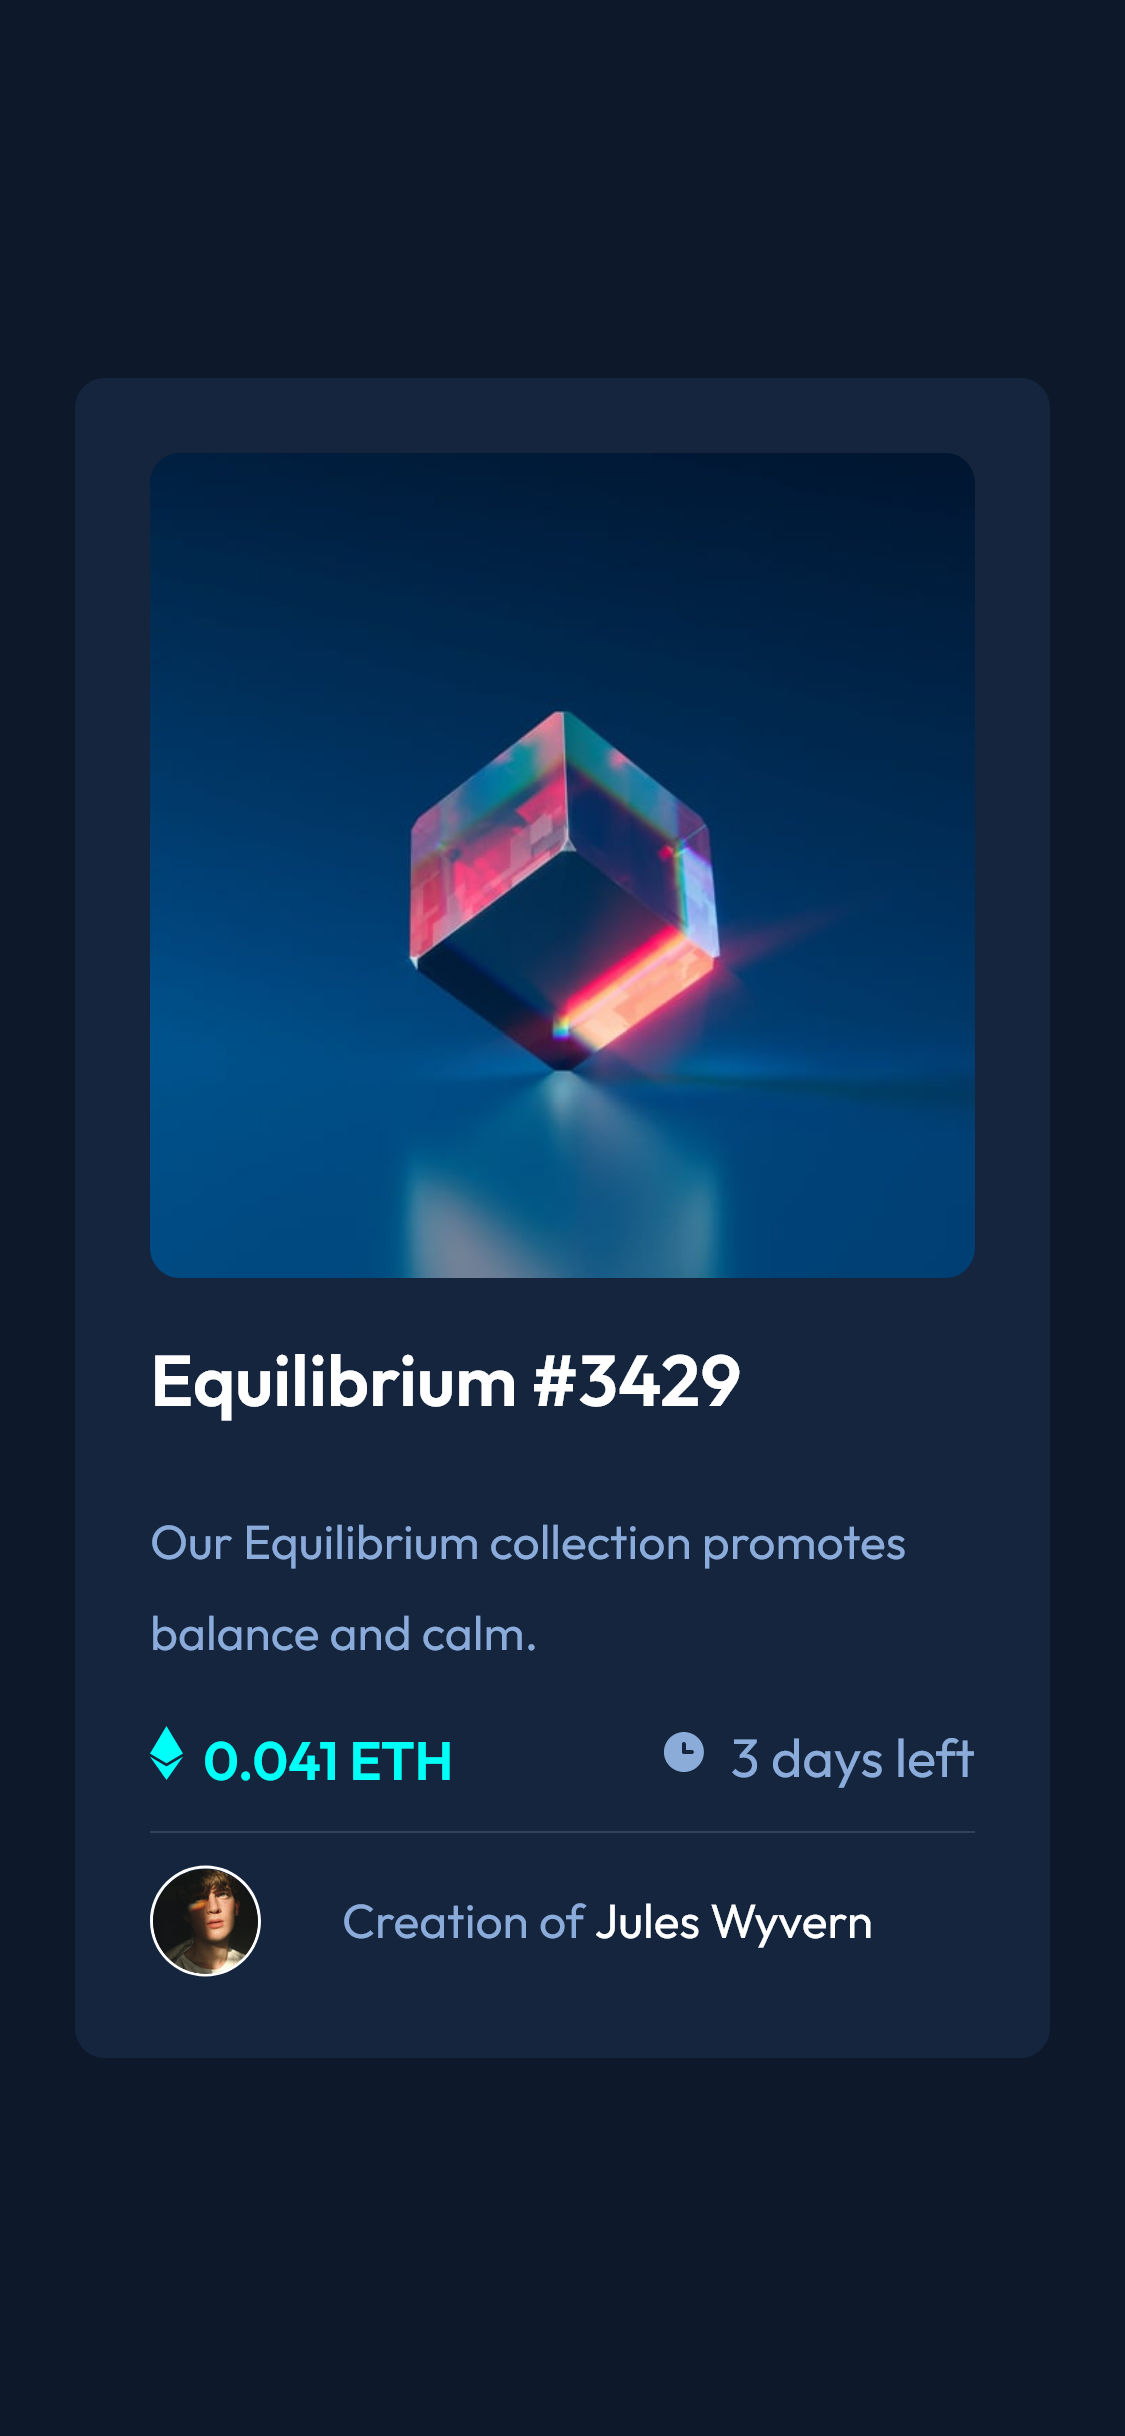 Equilibrium #3429
Our Equilibrium collection promotes
balance and calm.
0.041 ETH
3 days left
Creation of Jules Wyvern